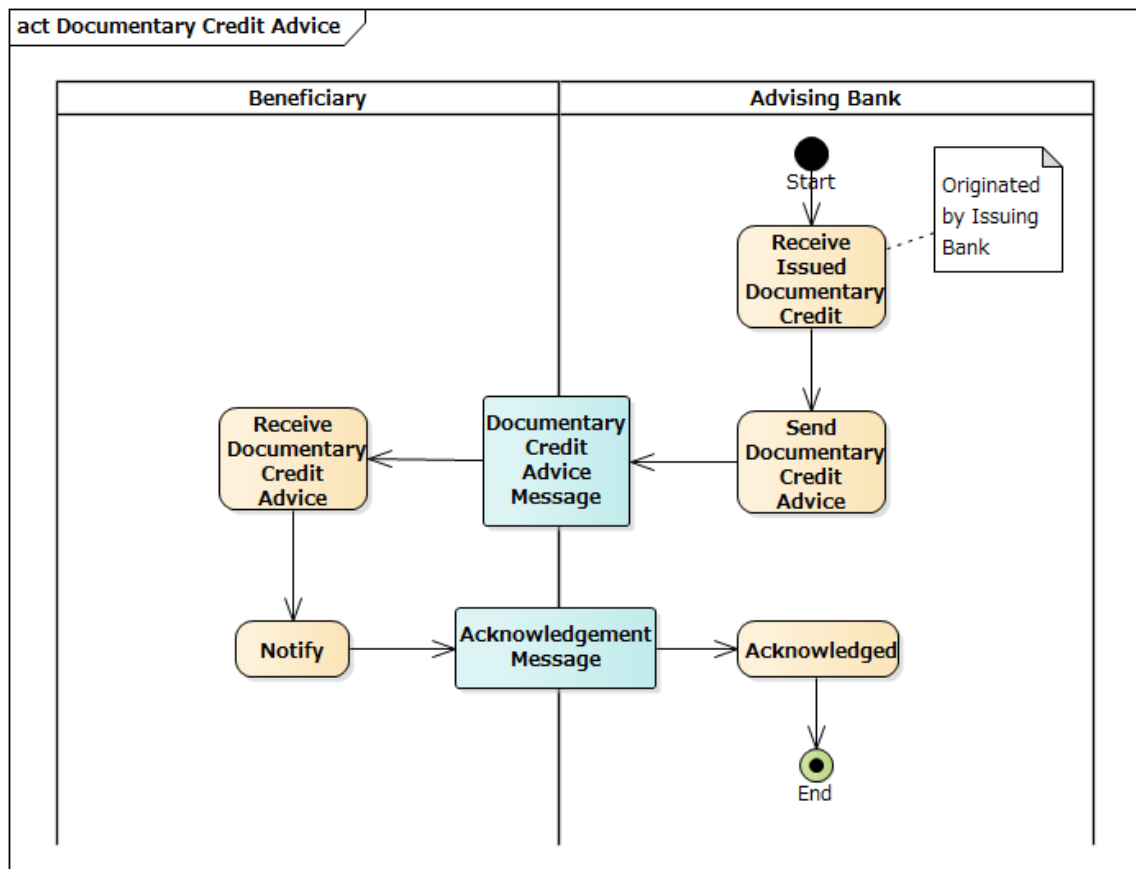 act Documentary Credit Advice
Beneficiary
Advising Bank
Start
Originated
by Issuing
Bank
Receive
Issued
Documentary
Credit
Receive
Documentary
Credit
Advice
Documentary
Credit
Advice
Message
Send
Documentary
Credit
Advice
Notify
Acknowledgement
Message
Acknowledged
End